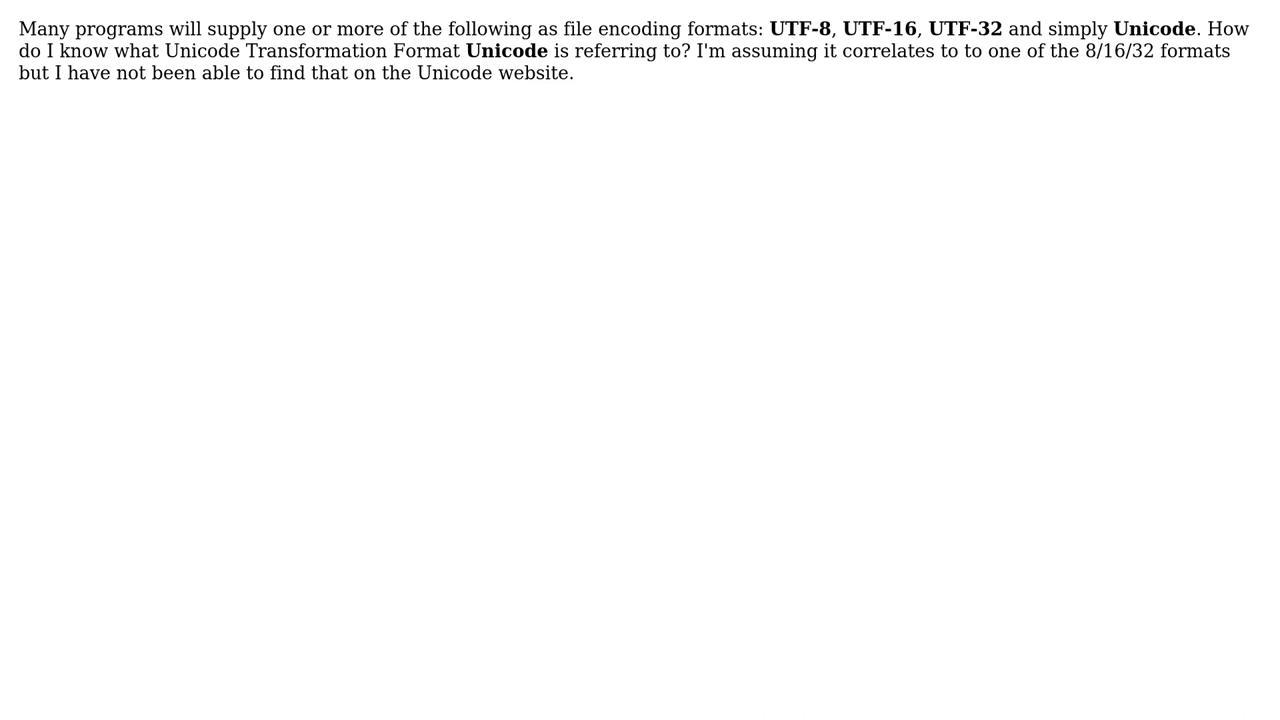 Many programs will supply one or more of the following as file encoding formats: UTF-8, UTF-16, UTF-32 and simply Unicode. How
do I know what Unicode Transformation Format Unicode is referring to? I'm assuming it correlates to to one of the 8/16/32 formats
but I have not been able to find that on the Unicode website.